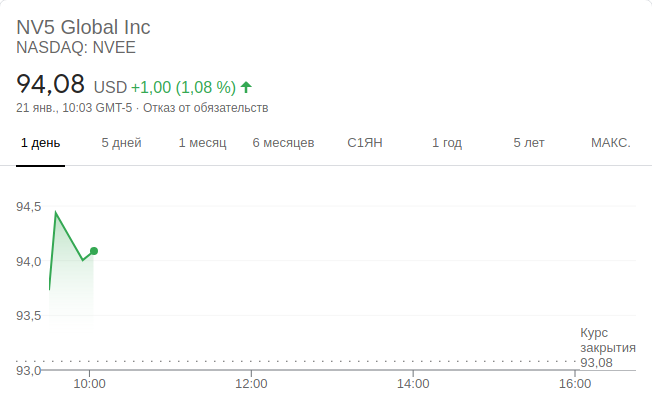 NV5 Global Inc
NASDAQ: NVEE
94,08 USD +1,00 (1,08 %)
21 янв., 10:03 GMT-5 · Отказ от обязательств
1 день 5 дней 1 месяц 6 месяцев С1ЯН 1 год 5 лет МАКС.
94,5
94,0
93,5
93,0
Курс
закрытия
93,08
10:00 12:00 14:00 16:00